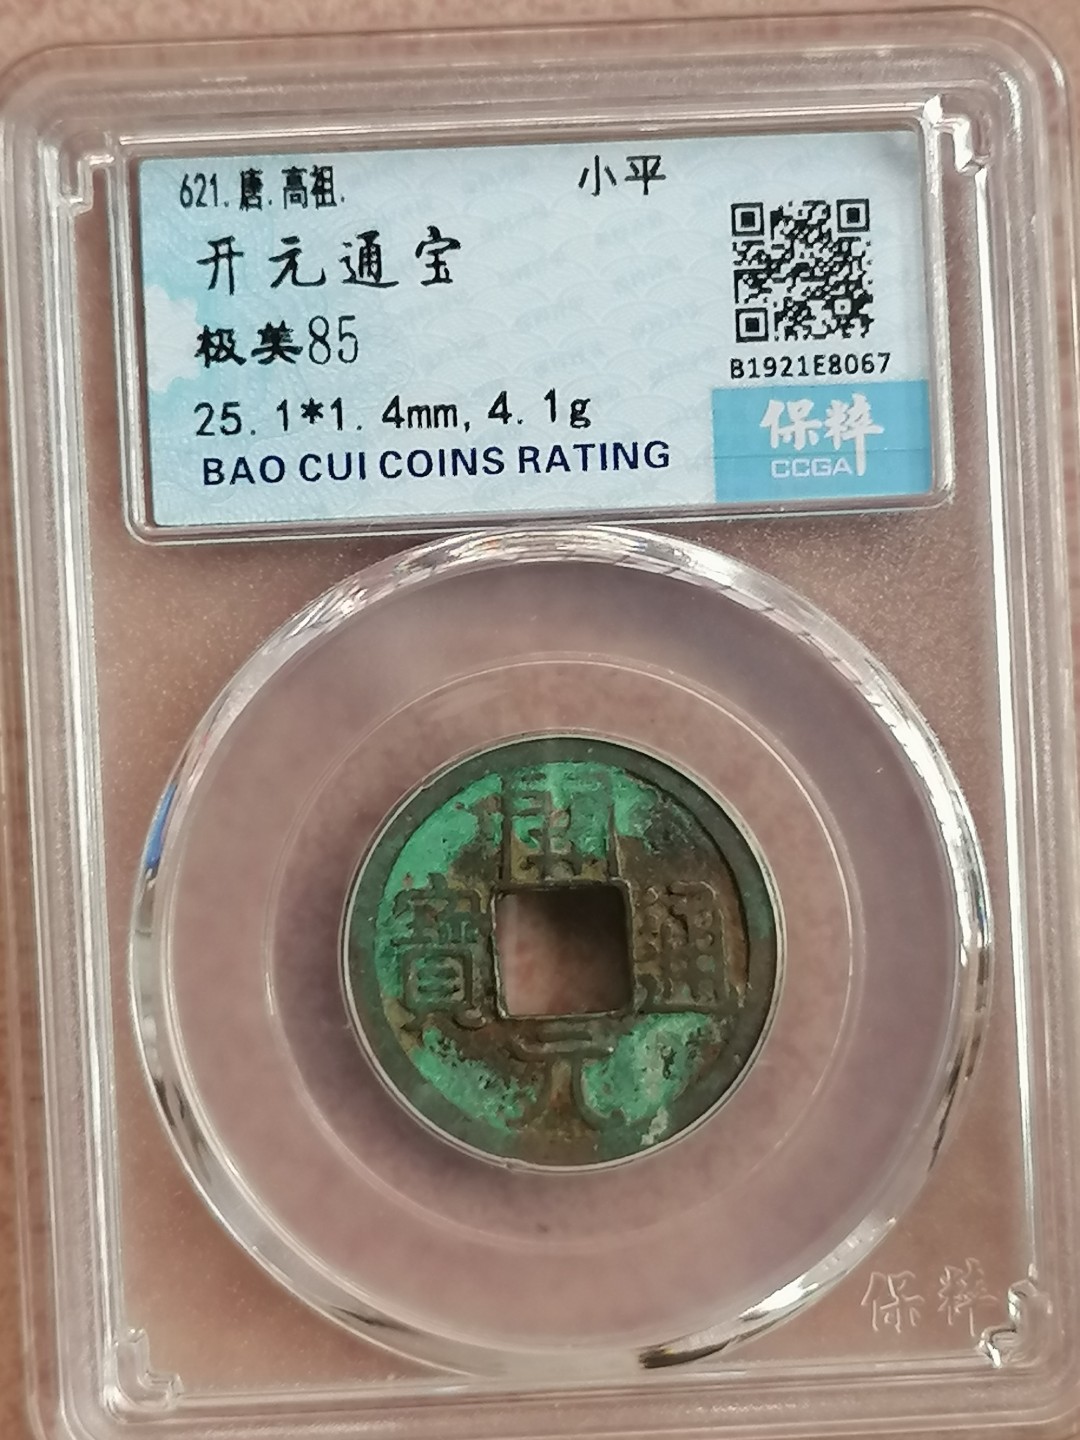 621.唐.高祖.
小平
开元通宝
极美85
25.1*1.4mm,4.1g
BAO CUI COINS RATING
B1921E8067
保粹
CCGA
開
元
通
寳
保粹